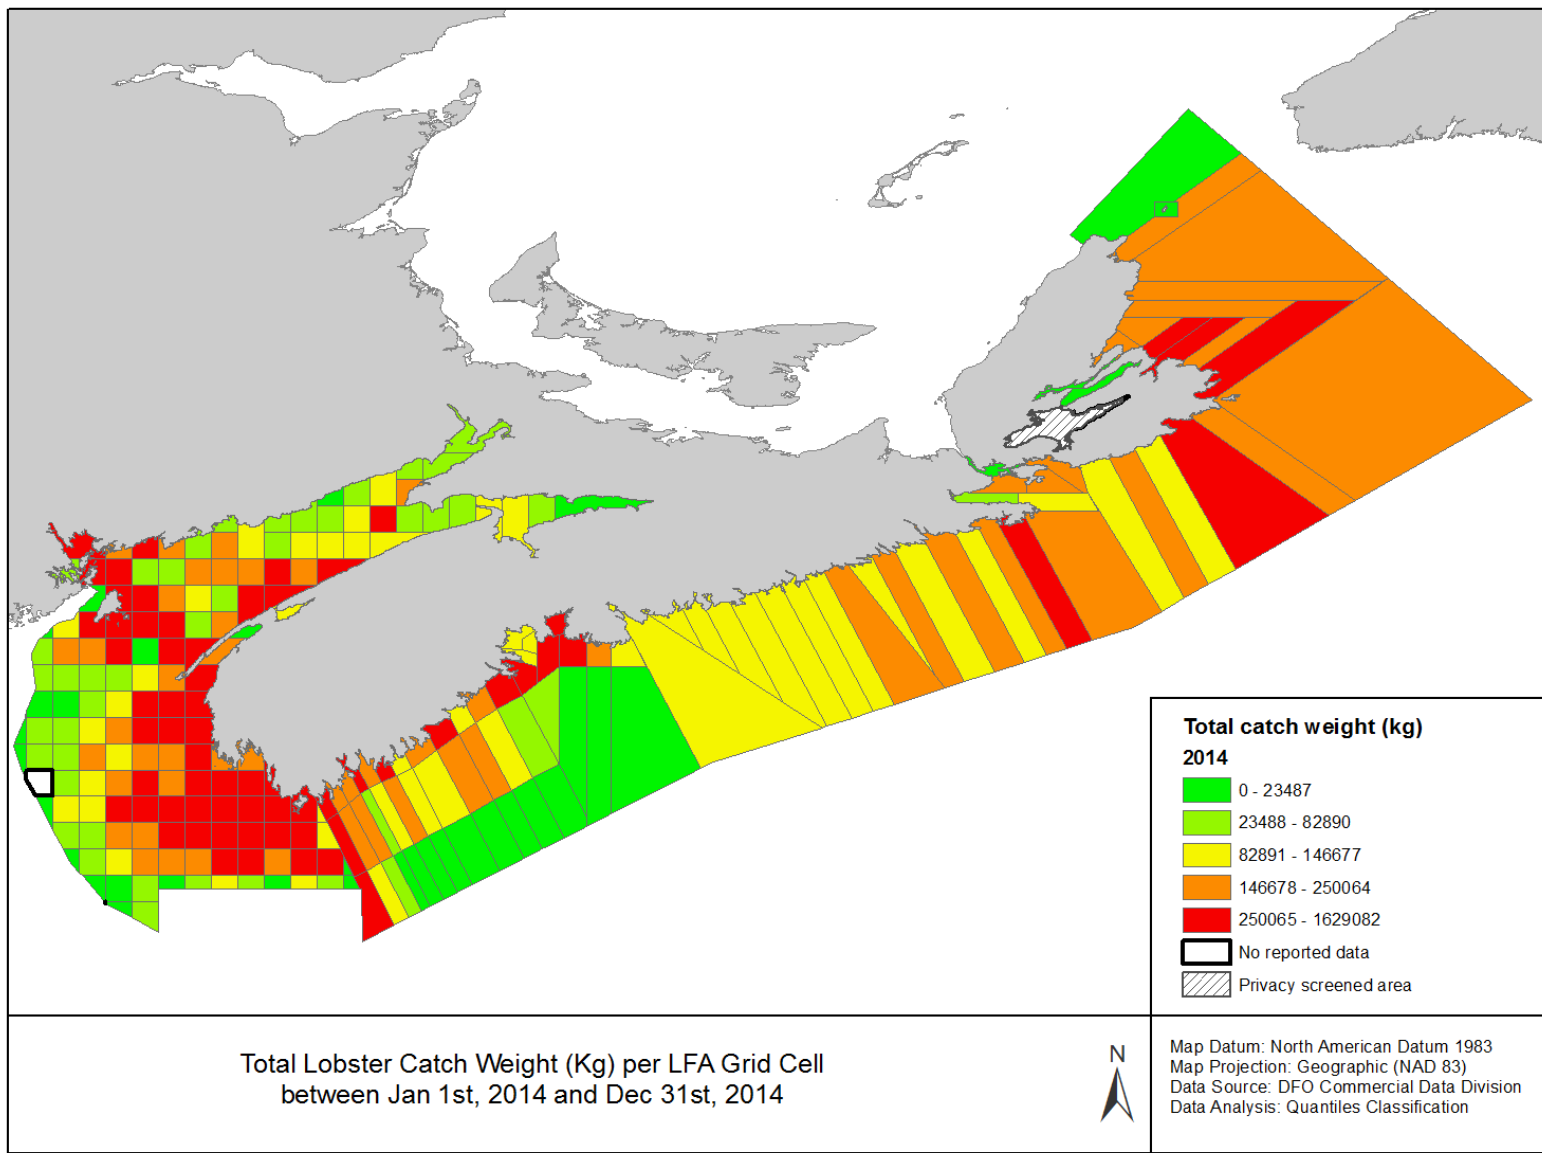 Total catch weight (kg)
2014
0 - 23487
23488 - 82890
82891 - 146677
146678 - 250064
250065 - 1629082
No reported data
Privacy screened area
Total Lobster Catch Weight (Kg) per LFA Grid Cell
between Jan 1st, 2014 and Dec 31st, 2014
N
Map Datum: North American Datum 1983
Map Projection: Geographic (NAD 83)
Data Source: DFO Commercial Data Division
Data Analysis: Quantiles Classification